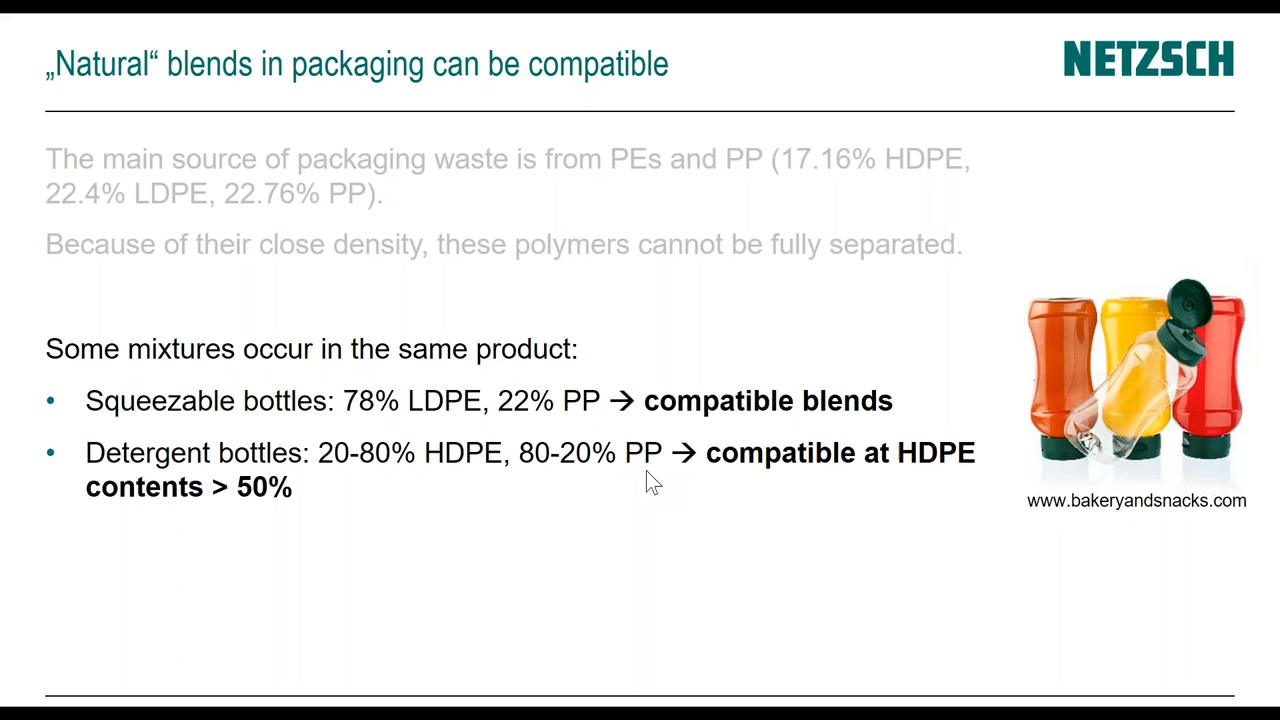 „Natural“ blends in packaging can be compatible
NETZSCH
The main source of packaging waste is from PEs and PP (17.16% HDPE,
22.4% LDPE, 22.76% PP).
Because of their close density, these polymers cannot be fully separated.
Some mixtures occur in the same product:
• Squeezable bottles: 78% LDPE, 22% PP → compatible blends
• Detergent bottles: 20-80% HDPE, 80-20% PP → compatible at HDPE
contents > 50%
www.bakeryandsnacks.com